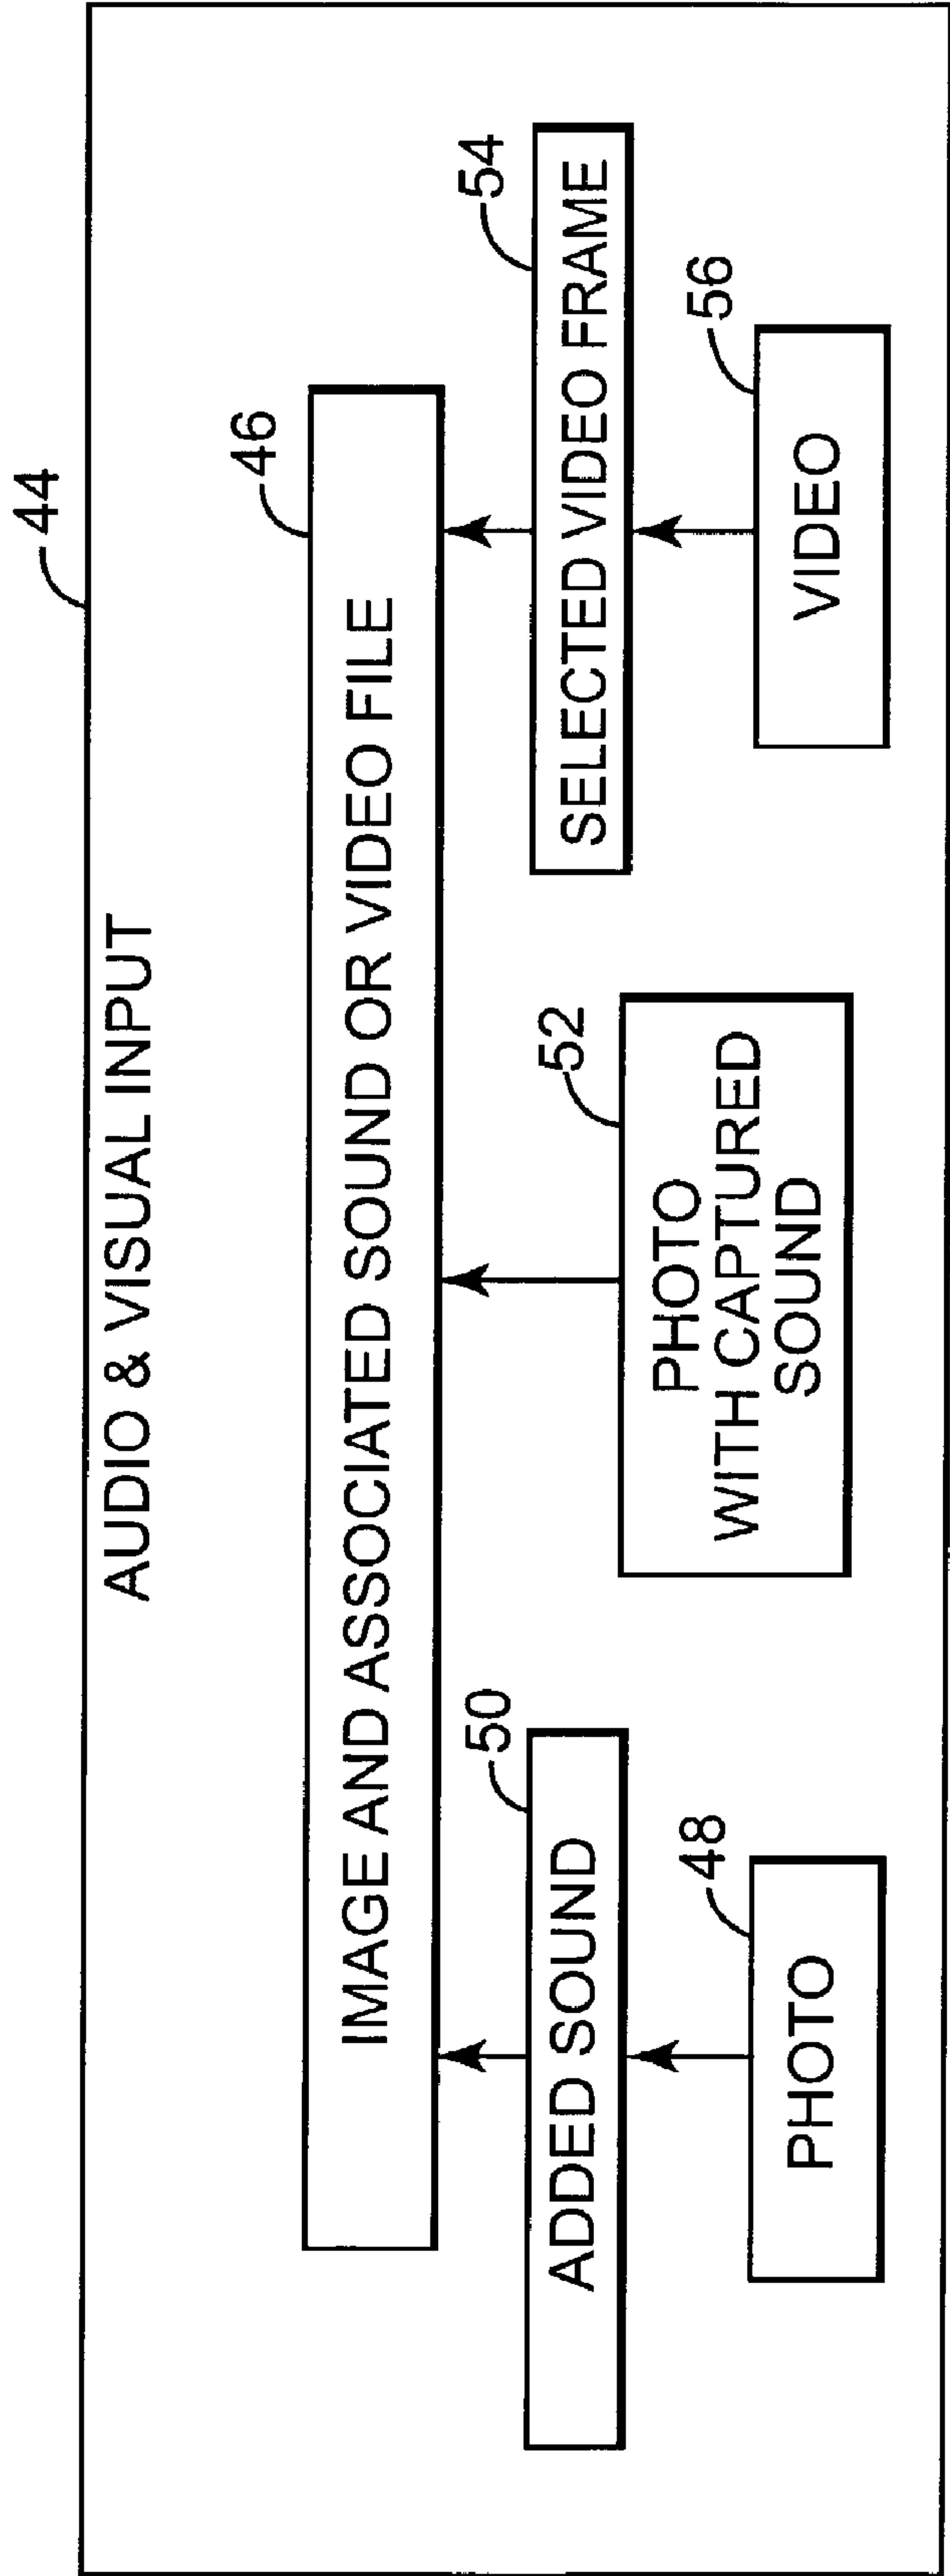 44
AUDIO & VISUAL INPUT
46
IMAGE AND ASSOCIATED SOUND OR VIDEO FILE
50
ADDED SOUND
48
PHOTO
52
PHOTO
WITH CAPTURED
SOUND
54
SELECTED VIDEO FRAME
56
VIDEO